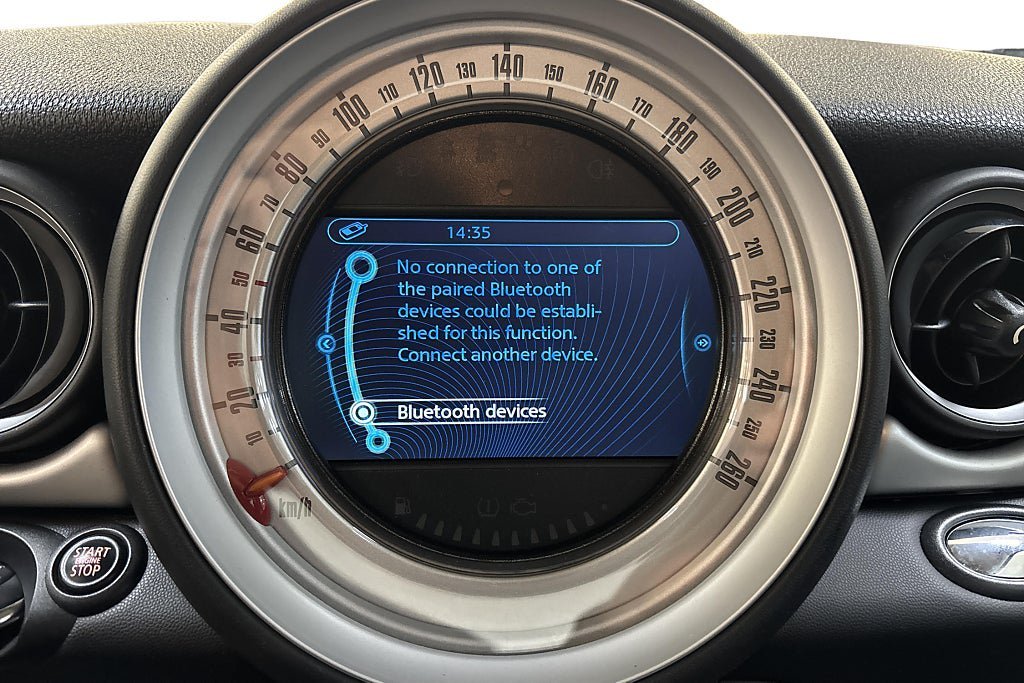 10
20
30
40
50
60
70
80
90
100
110
120
130
140
150
160
170
180
190
200
210
220
230
240
250
260
km/h
14:35
No connection to one of
the paired Bluetooth
devices could be establi-
shed for this function.
Connect another device.
Bluetooth devices
START
ENGINE
STOP